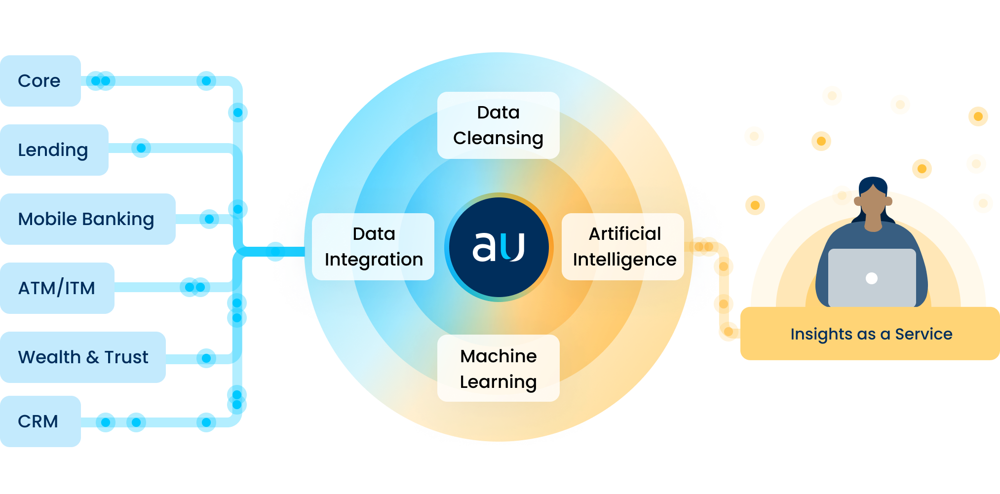 Core
Lending
Mobile Banking
ATM/ITM
Wealth & Trust
CRM
Data
Cleansing
Data
Integration
au
Artificial
Intelligence
Machine
Learning
Insights as a Service